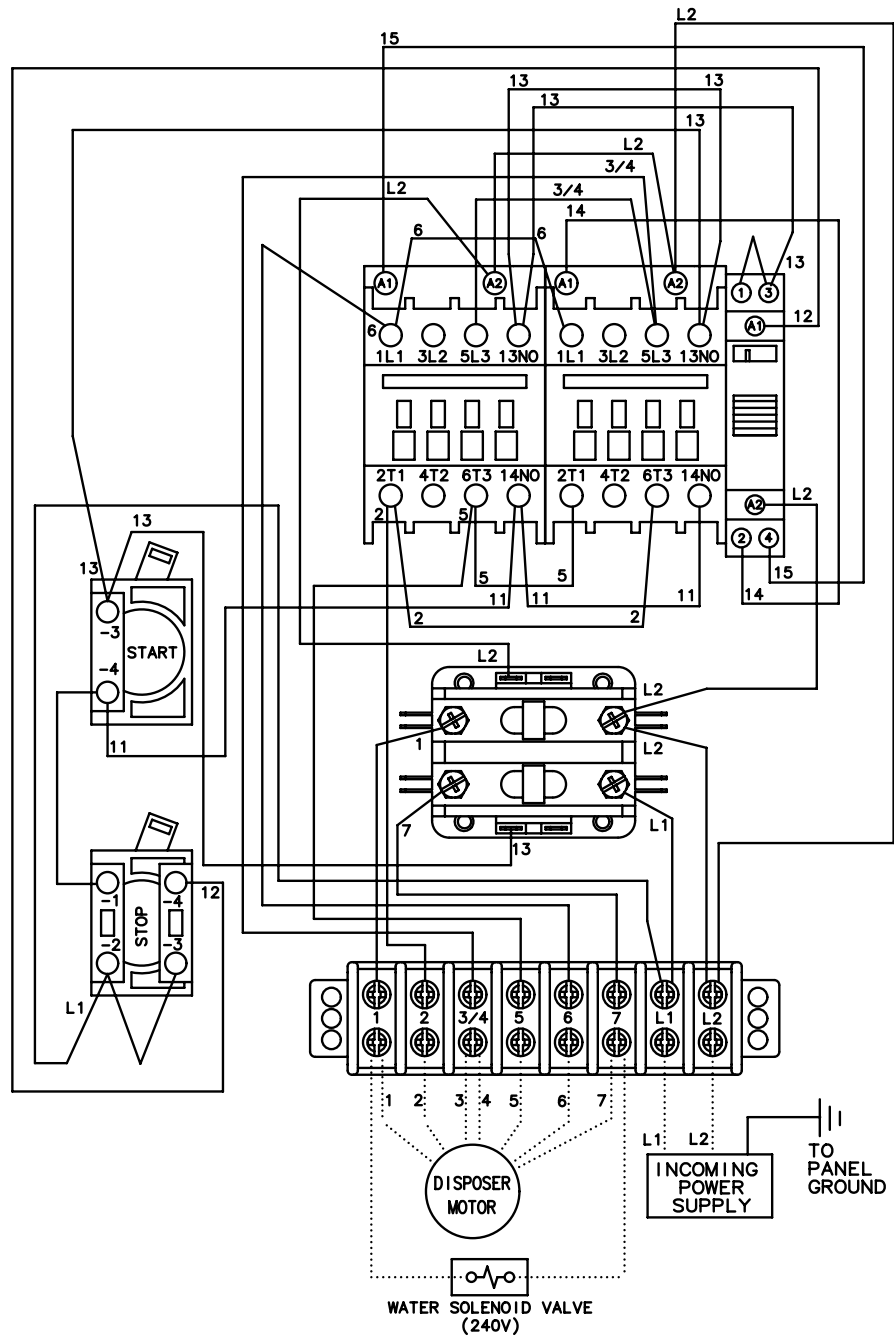 L2
15
13
13
13
13
L2
3/4
L2
3/4
14
6
6
13
A1
A2
A1
A2
1
3
6
A1
12
1L1
3L2
5L3
13NO
1L1
3L2
5L3
13NO
2T1
4T2
6T3
14NO
2T1
4T2
6T3
14NO
L2
2
5
A2
13
2
4
13
5
5
15
11
11
11
14
2
2
-3
START
L2
-4
L2
11
1
L2
7
L1
13
-1
-4
12
STOP
-2
-3
L1
1
2
3/4
5
6
7
L1
L2
1
2
3
4
5
6
7
L1
L2
TO
PANEL
GROUND
INCOMING
POWER
SUPPLY
DISPOSER
MOTOR
WATER SOLENOID VALVE
(240V)